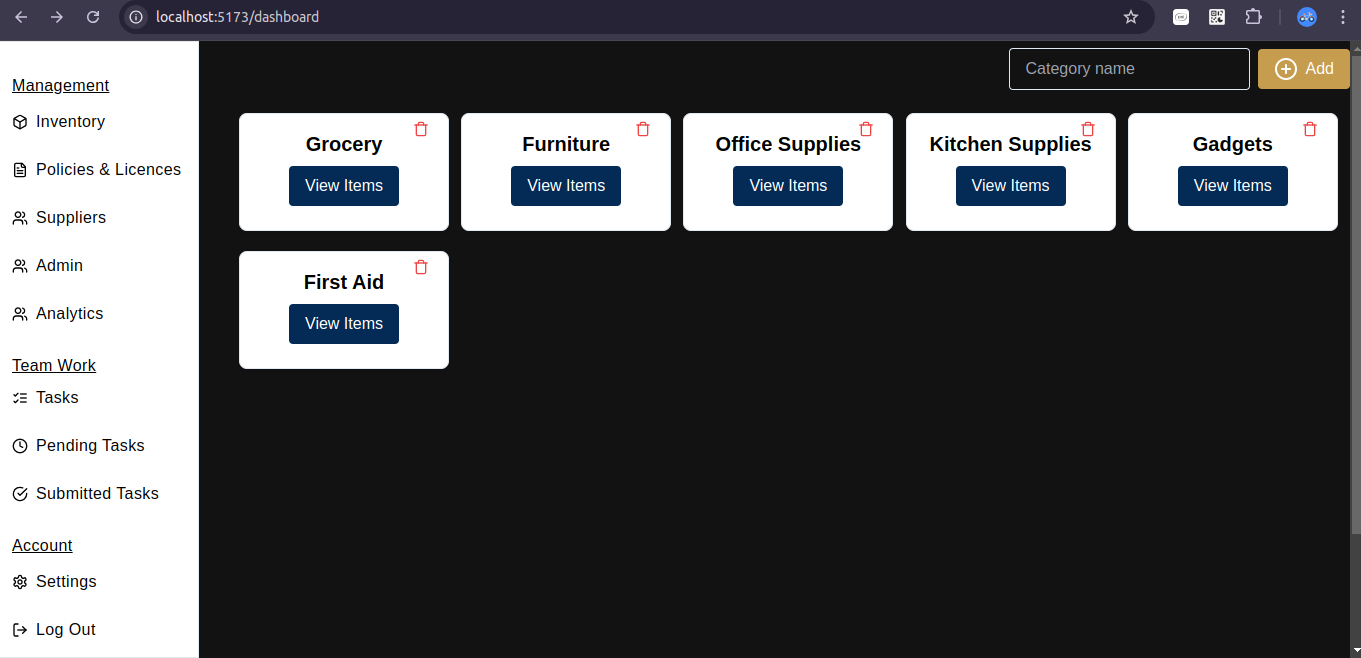 localhost:5173/dashboard
Management
Inventory
Policies & Licences
Suppliers
Admin
Analytics
Team Work
Tasks
Pending Tasks
Submitted Tasks
Account
Settings
Log Out
Category name
Add
Grocery
View Items
Furniture
View Items
Office Supplies
View Items
Kitchen Supplies
View Items
Gadgets
View Items
First Aid
View Items